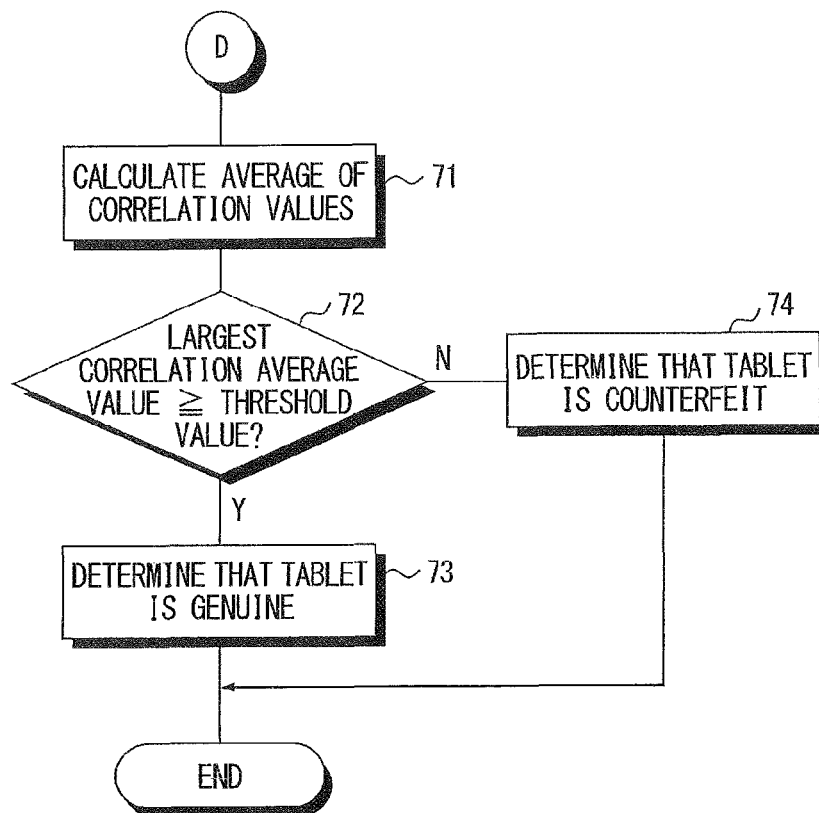 D
CALCULATE AVERAGE OF
CORRELATION VALUES
71
72
LARGEST
CORRELATION AVERAGE
VALUE ≧ THRESHOLD
VALUE?
N
Y
74
DETERMINE THAT TABLET
IS COUNTERFEIT
DETERMINE THAT TABLET
IS GENUINE
73
END